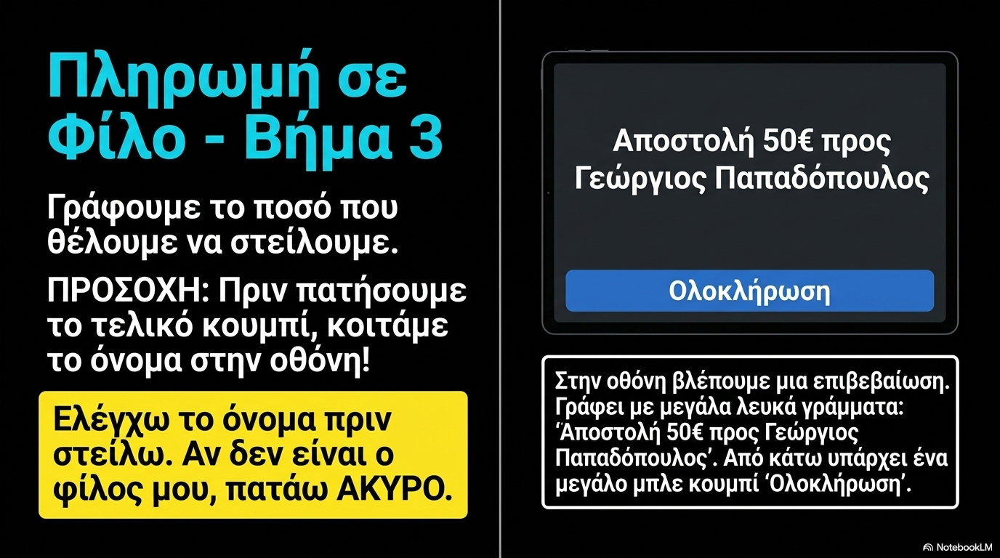 Πληρωμή σε
Φίλο - Βήμα 3
Γράφουμε το ποσό που
θέλουμε να στείλουμε.
ΠΡΟΣΟΧΗ: Πριν πατήσουμε
το τελικό κουμπί, κοιτάμε
το όνομα στην οθόνη!
Ελέγχω το όνομα πριν
στείλω. Αν δεν είναι ο
φίλος μου, πατάω ΑΚΥΡΟ.
Αποστολή 50€ προς
Γεώργιος Παπαδόπουλος
Ολοκλήρωση
Στην οθόνη βλέπουμε μια επιβεβαίωση.
Γράφει με μεγάλα λευκά γράμματα:
‘Άποστολή 50€ προς Γεώργιος
Παπαδόπουλος’. Από κάτω υπάρχει ένα
μεγάλο μπλε κουμπί ‘Ολοκλήρωση’.
NotebookLM